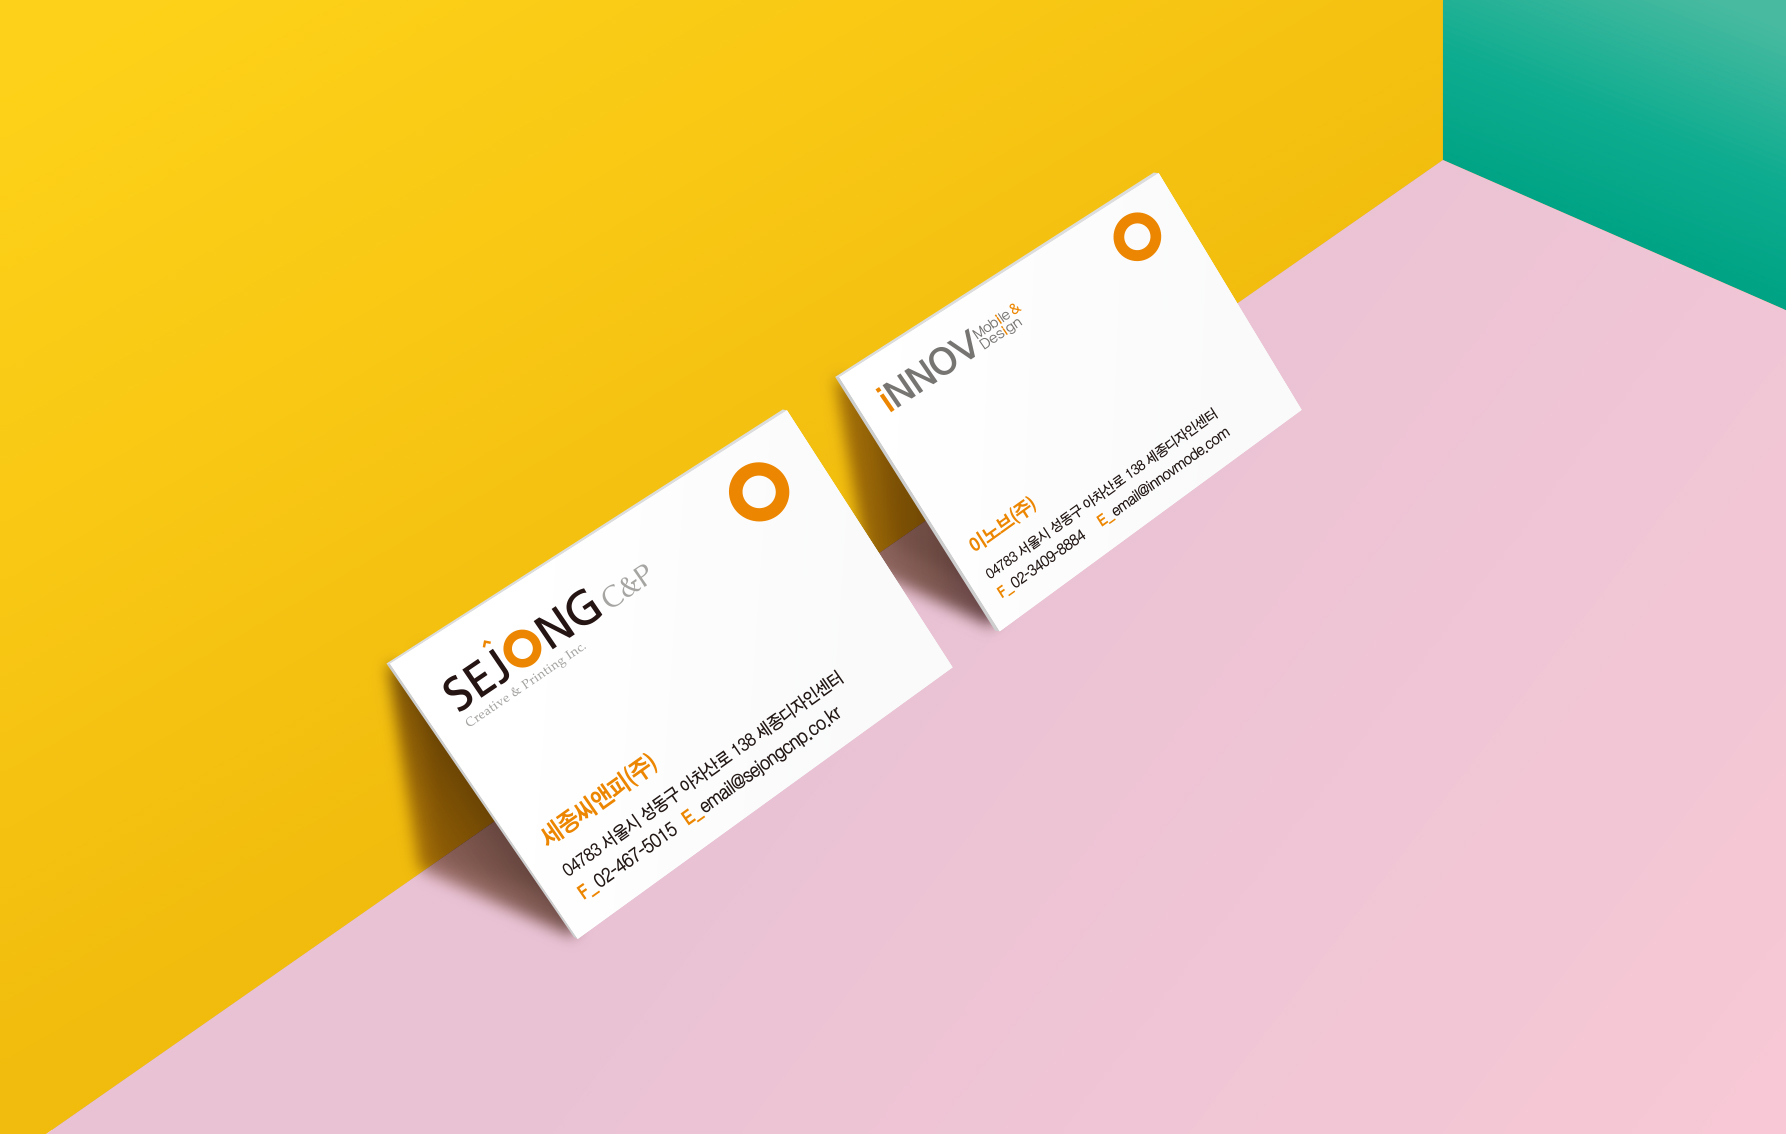 SEJONG C&P
Creative & Printing Inc.
세종씨앤피(주)
04783 서울시 성동구 아차산로 138 세종디자인센터
F_02-467-5015 E_email@sejongcnp.co.kr
iNNOV Mobile &
Design
이노브(주)
04783 서울시 성동구 아차산로 138 세종디자인센터
F_02-3409-8884 E_email@innovmode.com